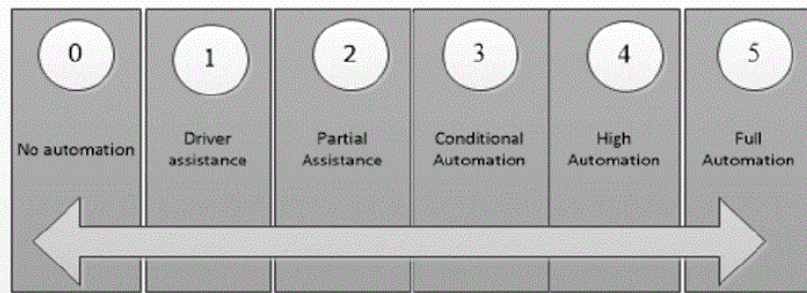 0
1
2
3
4
5
No automation
Driver
assistance
Partial
Assistance
Conditional
Automation
High
Automation
Full
Automation